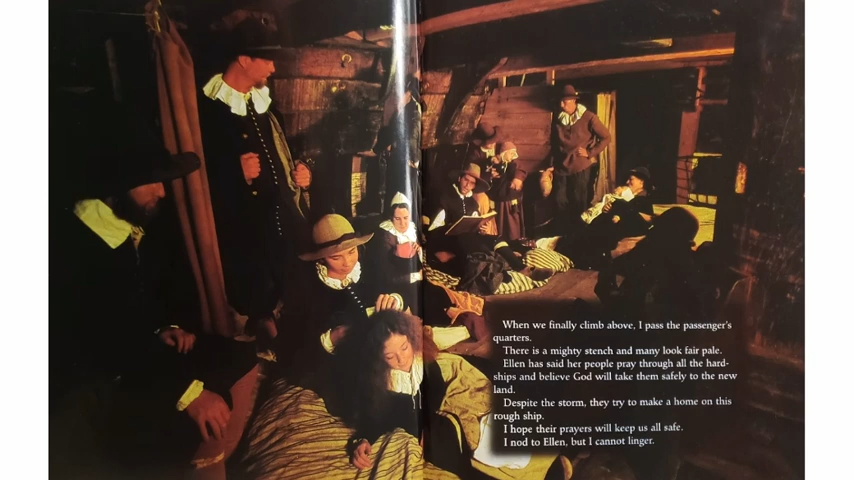 When we finally climb above, I pass the passenger's
quarters.
There is a mighty stench and many look fair pale.
Ellen has said her people pray through all the hard-
ships and believe God will take them safely to the new
land.
Despite the storm, they try to make a home on this
rough ship.
I hope their prayers will keep us all safe.
I nod to Ellen, but I cannot linger.